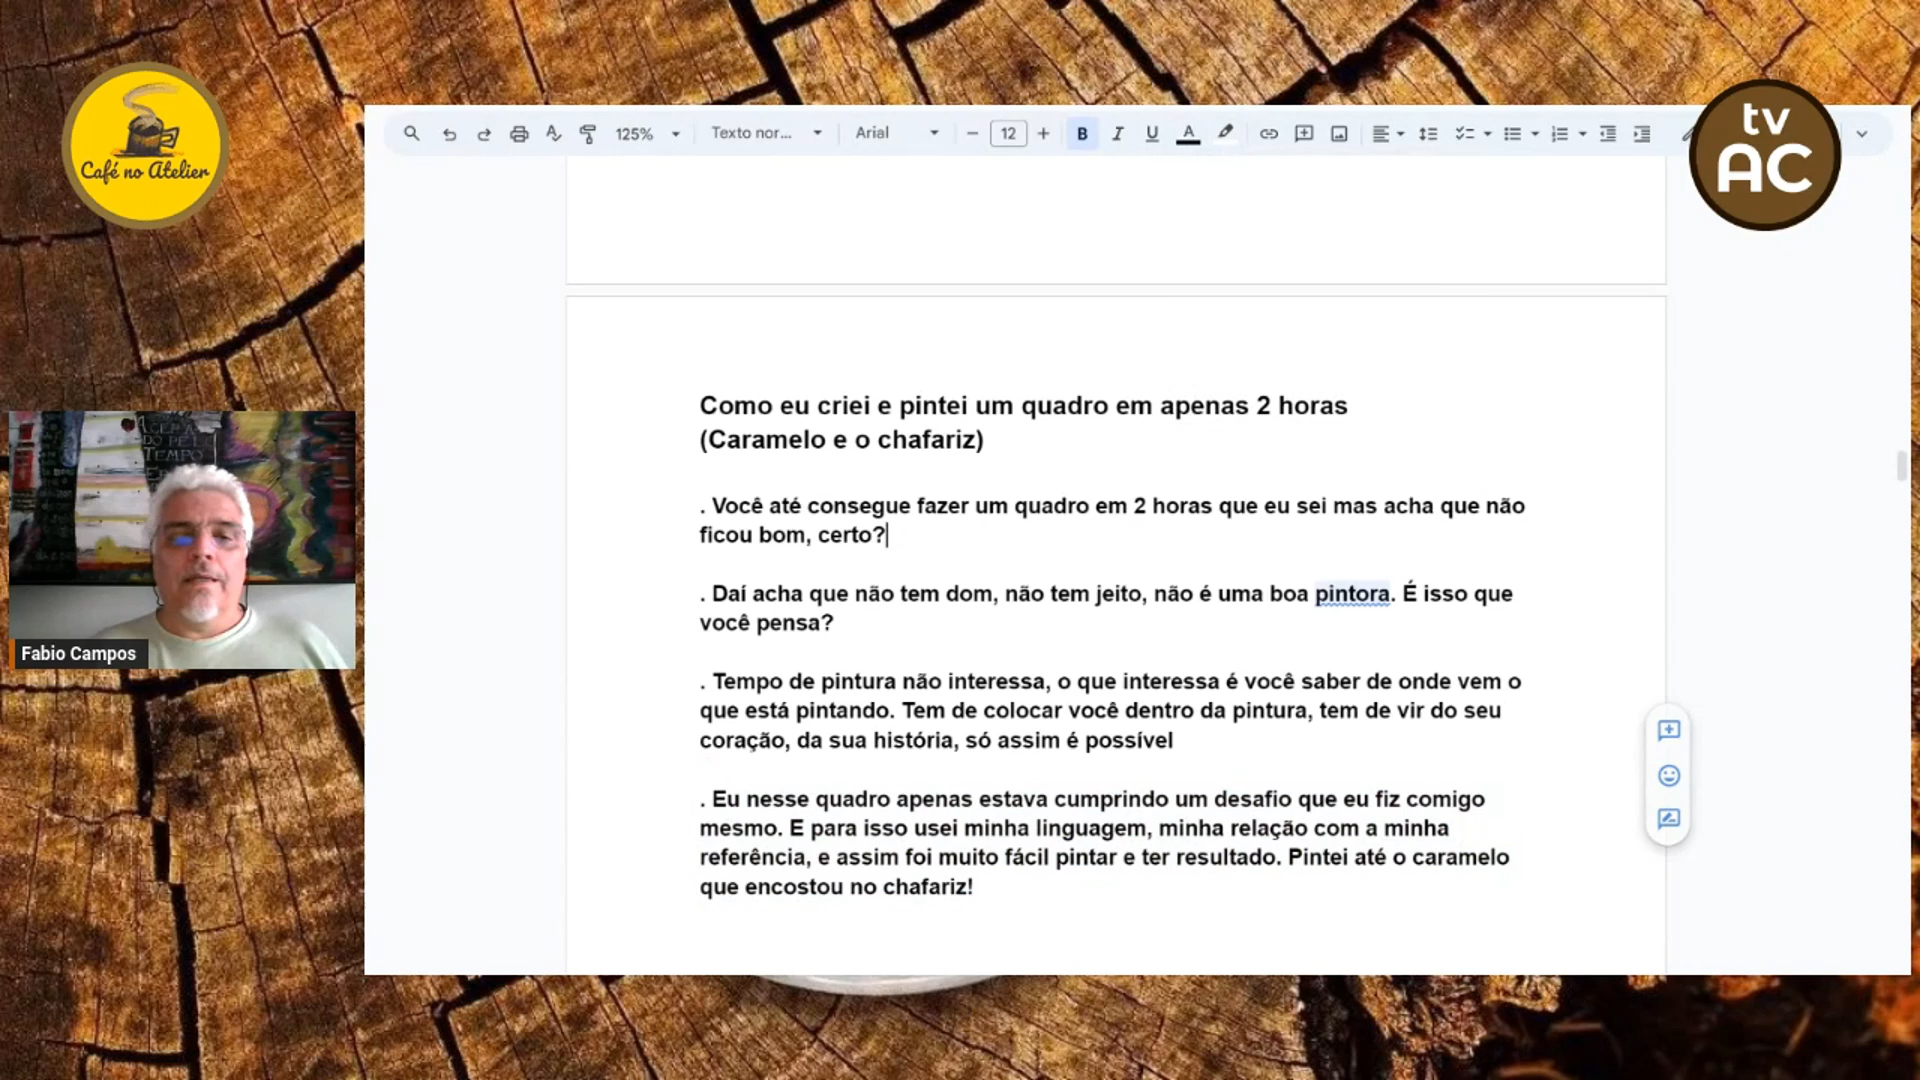 Café no Atelier
tv
AC
125%
Texto nor...
Arial
12
B
I
U
A
Como eu criei e pintei um quadro em apenas 2 horas
(Caramelo e o chafariz)
. Você até consegue fazer um quadro em 2 horas que eu sei mas acha que não
ficou bom, certo?
. Daí acha que não tem dom, não tem jeito, não é uma boa pintora. É isso que
você pensa?
. Tempo de pintura não interessa, o que interessa é você saber de onde vem o
que está pintando. Tem de colocar você dentro da pintura, tem de vir do seu
coração, da sua história, só assim é possível
. Eu nesse quadro apenas estava cumprindo um desafio que eu fiz comigo
mesmo. E para isso usei minha linguagem, minha relação com a minha
referência, e assim foi muito fácil pintar e ter resultado. Pintei até o caramelo
que encostou no chafariz!
DO PELO
TEMPO
Fabio Campos